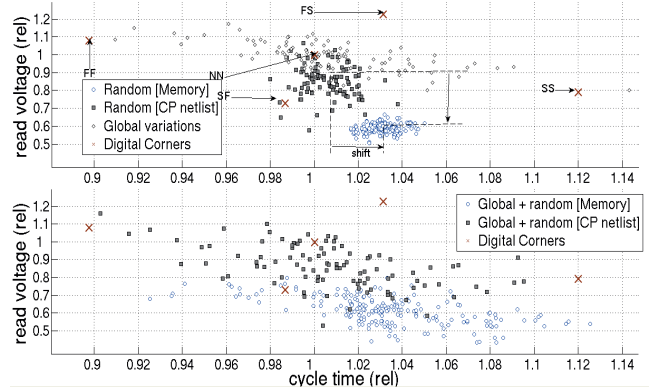 FS
1.2
1.1
1
0.9
0.8
0.7
0.6
0.5
read voltage (rel)
FF
NN
SF
SS
shift
Random [Memory]
Random [CP netlist]
Global variations
Digital Corners
0.9 0.92 0.94 0.96 0.98 1 1.02 1.04 1.06 1.08 1.1 1.12 1.14
1.2
1.1
1
0.9
0.8
0.7
0.6
0.5
read voltage (rel)
Global + random [Memory]
Global + random [CP netlist]
Digital Corners
0.9 0.92 0.94 0.96 0.98 1 1.02 1.04 1.06 1.08 1.1 1.12 1.14
cycle time (rel)